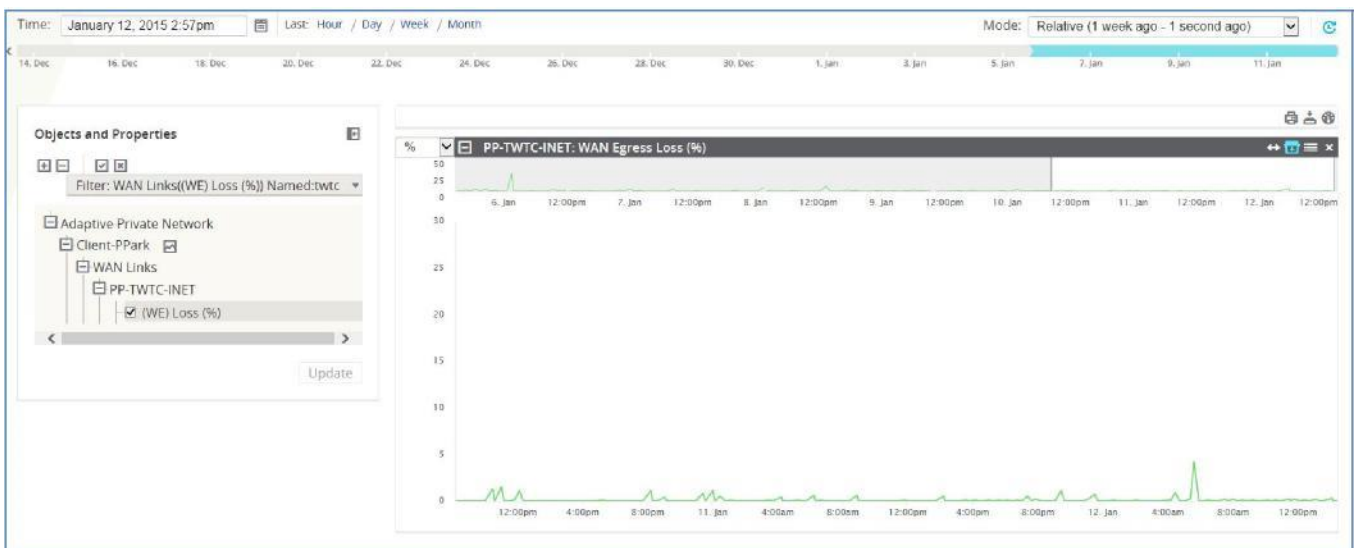 Time: January 12, 2015 2:57pm Last: Hour / Day / Week / Month Mode: Relative (1 week ago - 1 second ago)
14. Dec 16. Dec 18. Dec 20. Dec 22. Dec 24. Dec 26. Dec 28. Dec 30. Dec 1. Jan 3. Jan 5. Jan 7. Jan 9. Jan 11. Jan
Objects and Properties
Filter: WAN Links((WE) Loss (%)) Named:twtc
Adaptive Private Network
Client-PPark
WAN Links
PP-TWTC-INET
(WE) Loss (%)
Update
% PP-TWTC-INET: WAN Egress Loss (%)
50
25
0
6. Jan 12:00pm 7. Jan 12:00pm 8. Jan 12:00pm 9. Jan 12:00pm 10. Jan 12:00pm 11. Jan 12:00pm 12. Jan 12:00pm
30
25
20
15
10
5
0
12:00pm 4:00pm 8:00pm 11. Jan 4:00am 8:00am 12:00pm 4:00pm 8:00pm 12. Jan 4:00am 8:00am 12:00pm